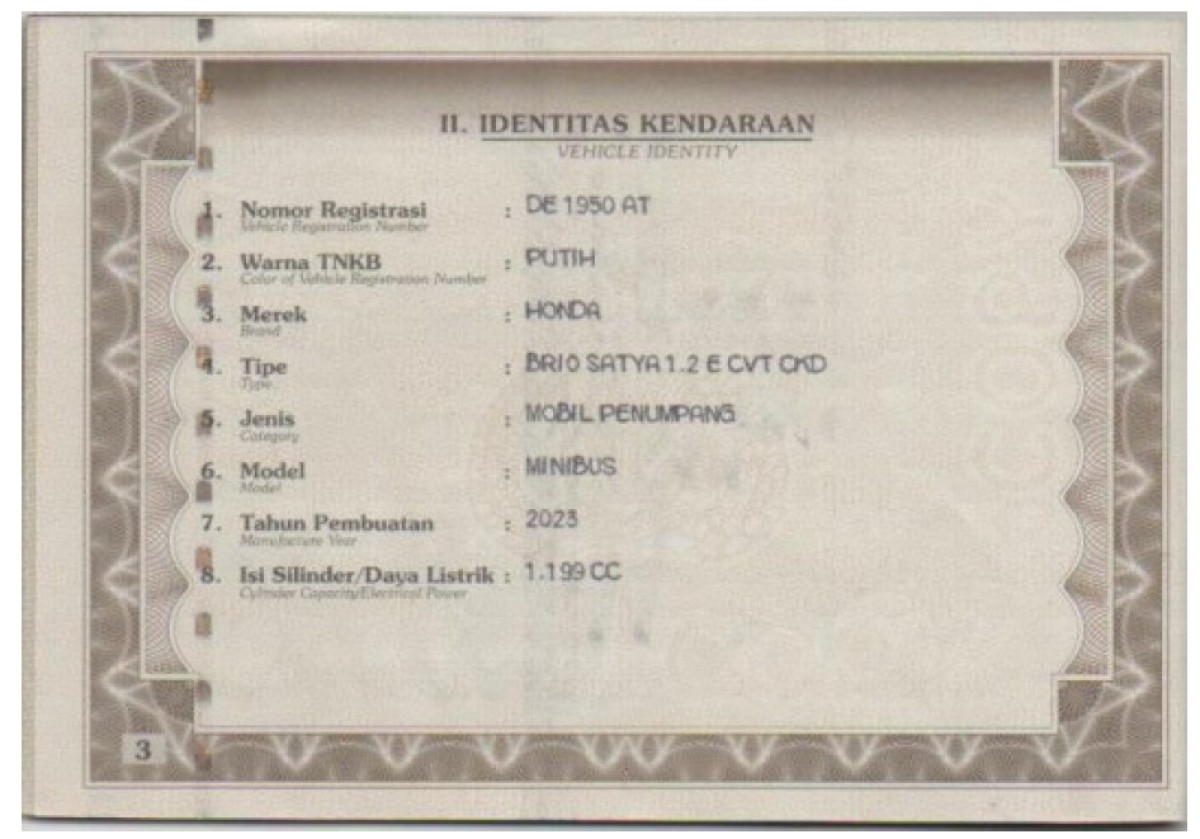 II. IDENTITAS KENDARAAN
VEHICLE IDENTITY
1. Nomor Registrasi : DE 1950 AT
Vehicle Registration Number
2. Warna TNKB : PUTIH
Color of Vehicle Registration Number
3. Merek : HONDA
Brand
4. Tipe : BRIO SATYA 1.2 E CVT CKD
Type
5. Jenis : MOBIL PENUMPANG
Category
6. Model : MINIBUS
Model
7. Tahun Pembuatan : 2023
Manufacture Year
8. Isi Silinder/Daya Listrik : 1.199 CC
Cylinder Capacity/Electrical Power
3